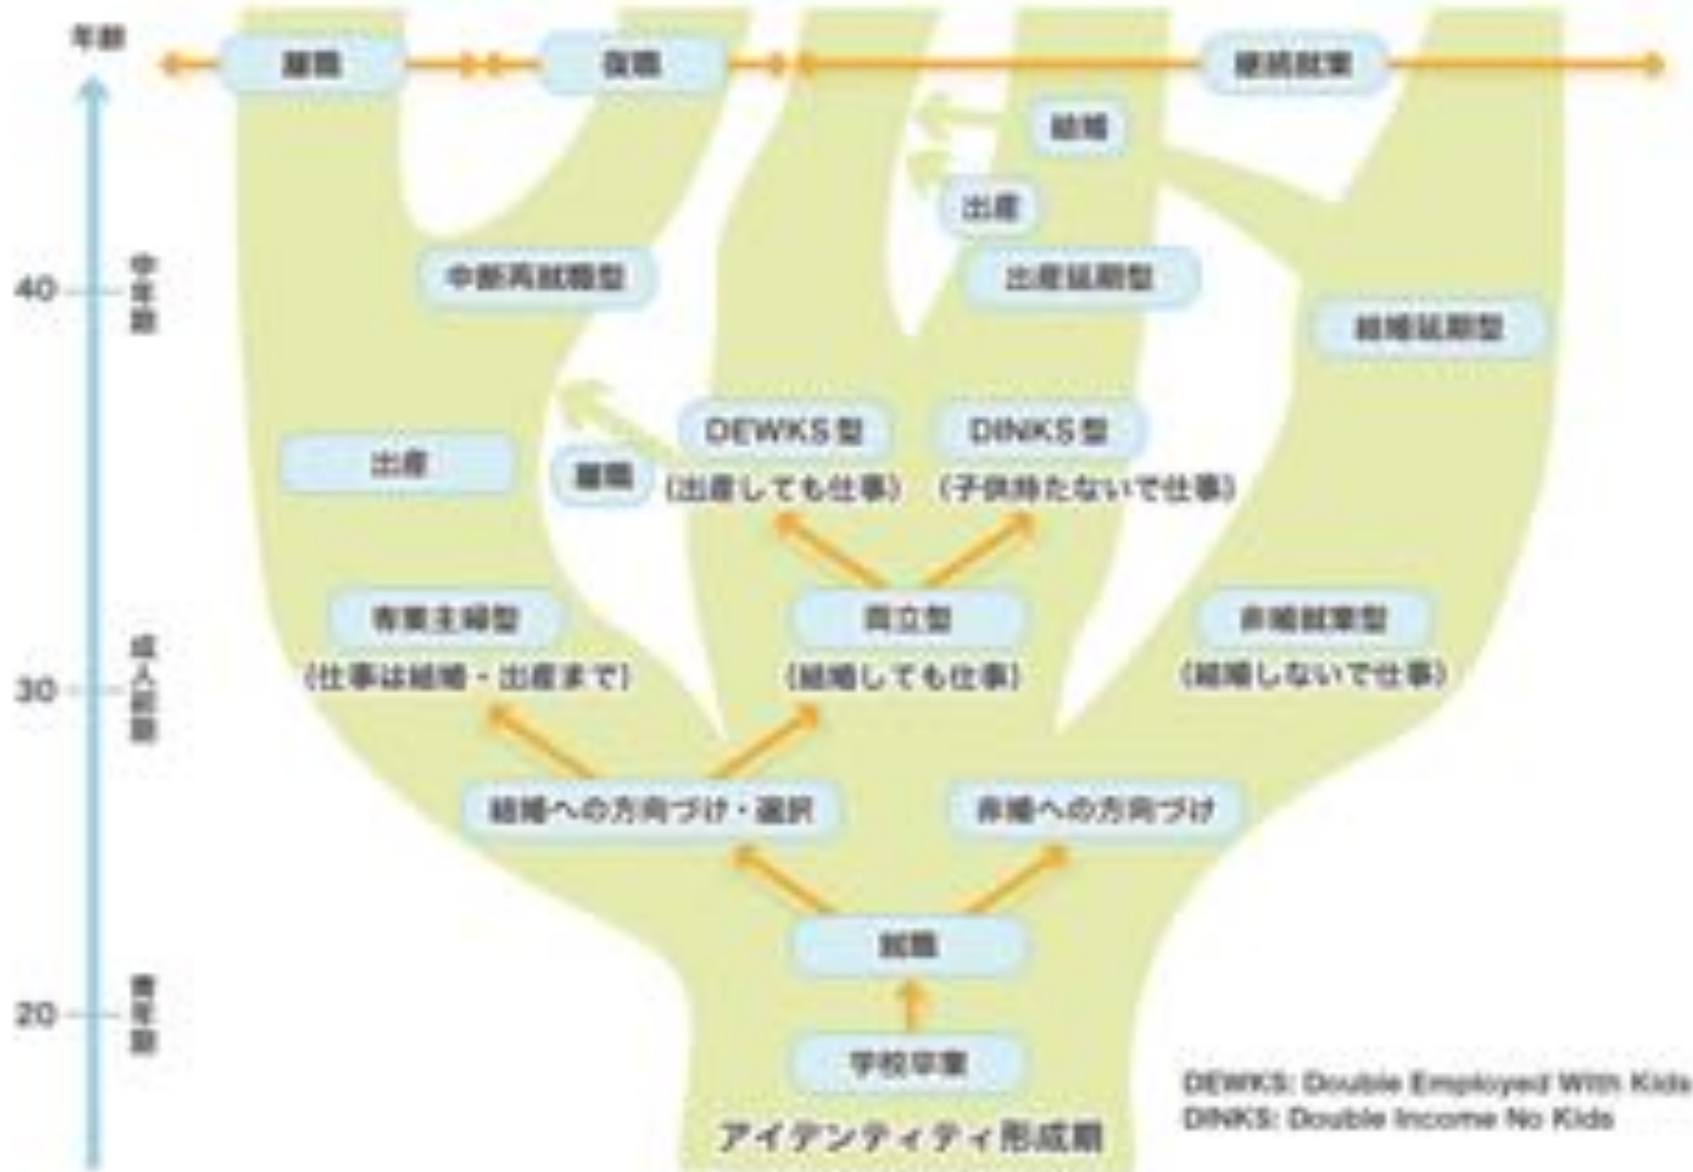 年齢
離職
復職
継続就業
結婚
出産
40
中年期
中断再就職型
出産延期型
結婚延期型
DEWKS型
(出産しても仕事)
DINKS型
(子供持たないで仕事)
出産
離職
専業主婦型
(仕事は結婚・出産まで)
両立型
(結婚しても仕事)
非婚就業型
(結婚しないで仕事)
30
成人前期
結婚への方向づけ・選択
非婚への方向づけ
就職
20
青年期
学校卒業
アイデンティティ形成期
DEWKS: Double Employed With Kids
DINKS: Double Income No Kids